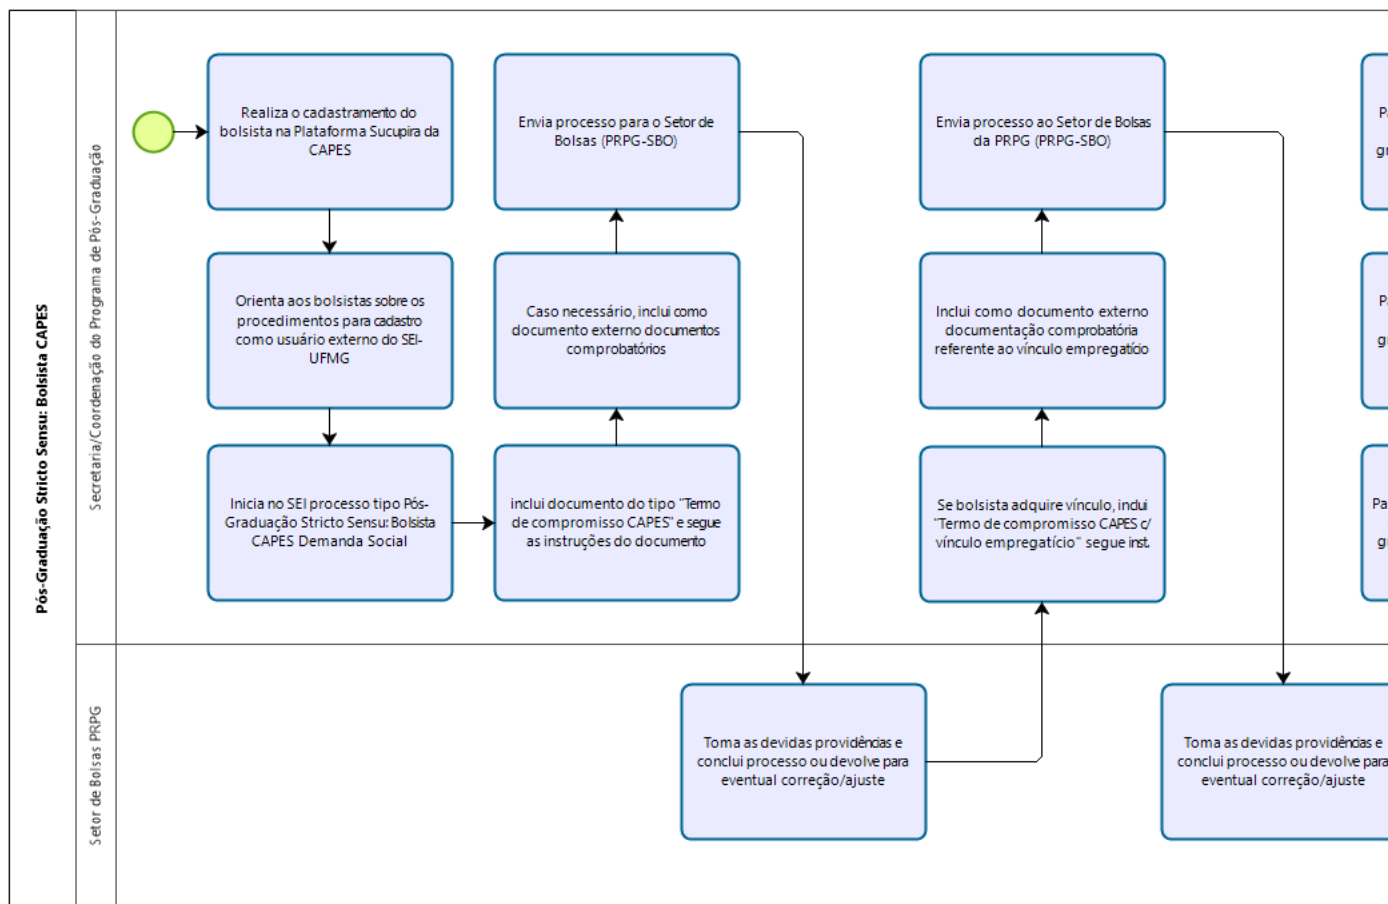 Pós-Graduação Stricto Sensu: Bolsista CAPES
Secretaria/Coordenação do Programa de Pós-Graduação
Realiza o cadastramento do
bolsista na Plataforma Sucupira da
CAPES
Orienta aos bolsistas sobre os
procedimentos para cadastro
como usuário externo do SEI-
UFMG
Inicia no SEI processo tipo Pós-
Graduação Stricto Sensu: Bolsista
CAPES Demanda Social
inclui documento do tipo "Termo
de compromisso CAPES" e segue
as instruções do documento
Caso necessário, inclui como
documento externo documentos
comprobatórios
Envia processo para o Setor de
Bolsas (PRPG-SBO)
Setor de Bolsas PRPG
Toma as devidas providências e
conclui processo ou devolve para
eventual correção/ajuste
Se bolsista adquire vínculo, inclui
"Termo de compromisso CAPES c/
vínculo empregatício" segue inst.
Inclui como documento externo
documentação comprobatória
referente ao vínculo empregatício
Envia processo ao Setor de Bolsas
da PRPG (PRPG-SBO)
Toma as devidas providências e
conclui processo ou devolve para
eventual correção/ajuste